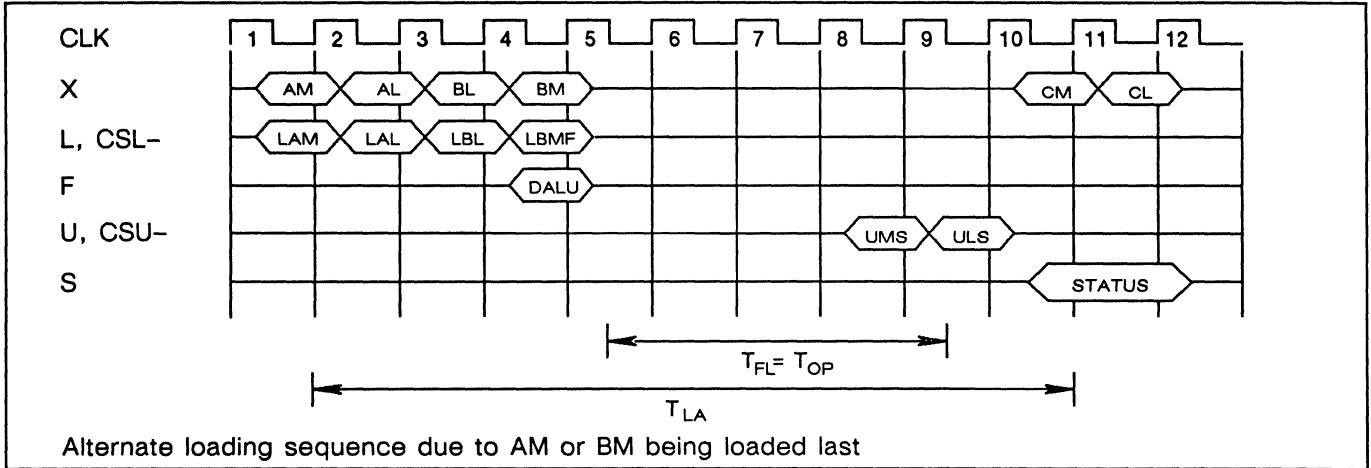 CLK 1 2 3 4 5 6 7 8 9 10 11 12
X AM AL BL BM CM CL
L, CSL– LAM LAL LBL LBMF
F DALU
U, CSU– UMS ULS
S STATUS
TFL= TOP
TLA
Alternate loading sequence due to AM or BM being loaded last